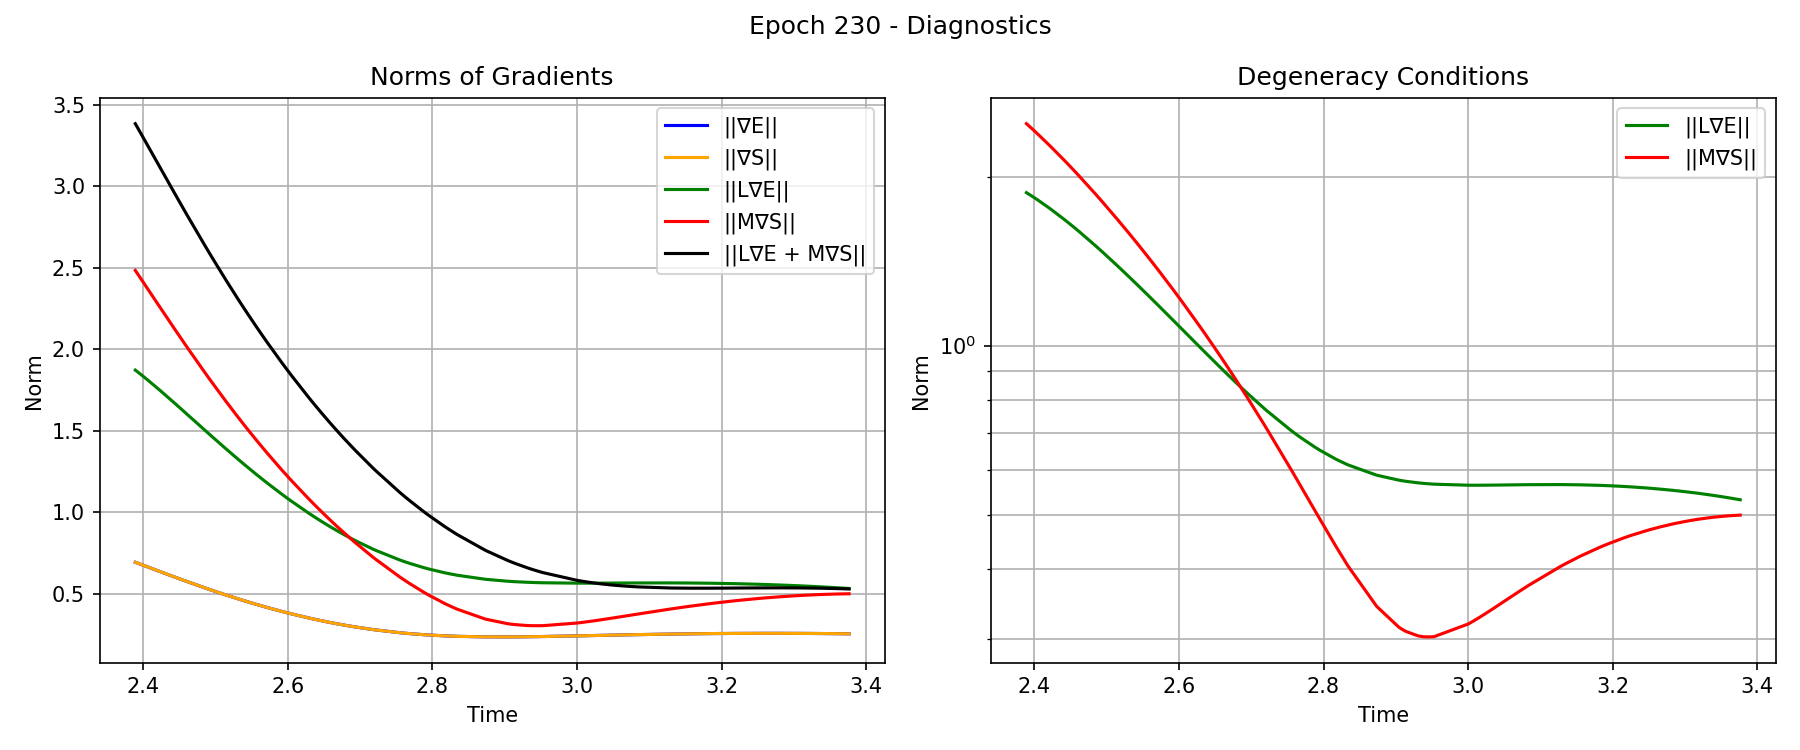 Epoch 230 - Diagnostics
Norms of Gradients
Norm
3.5
3.0
2.5
2.0
1.5
1.0
0.5
||∇E||
||∇S||
||L∇E||
||M∇S||
||L∇E + M∇S||
2.4 2.6 2.8 3.0 3.2 3.4
Time
Degeneracy Conditions
Norm
10⁰
||L∇E||
||M∇S||
2.4 2.6 2.8 3.0 3.2 3.4
Time